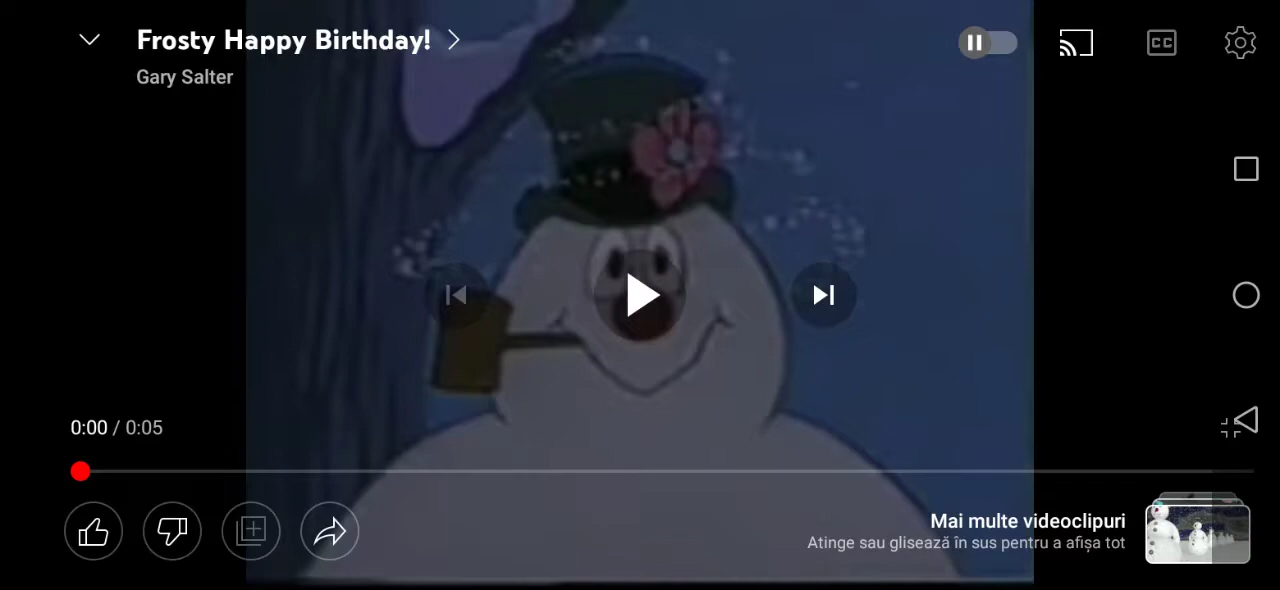 Frosty Happy Birthday!
Gary Salter
CC
0:00 / 0:05
Mai multe videoclipuri
Atinge sau glisează în sus pentru a afișa tot